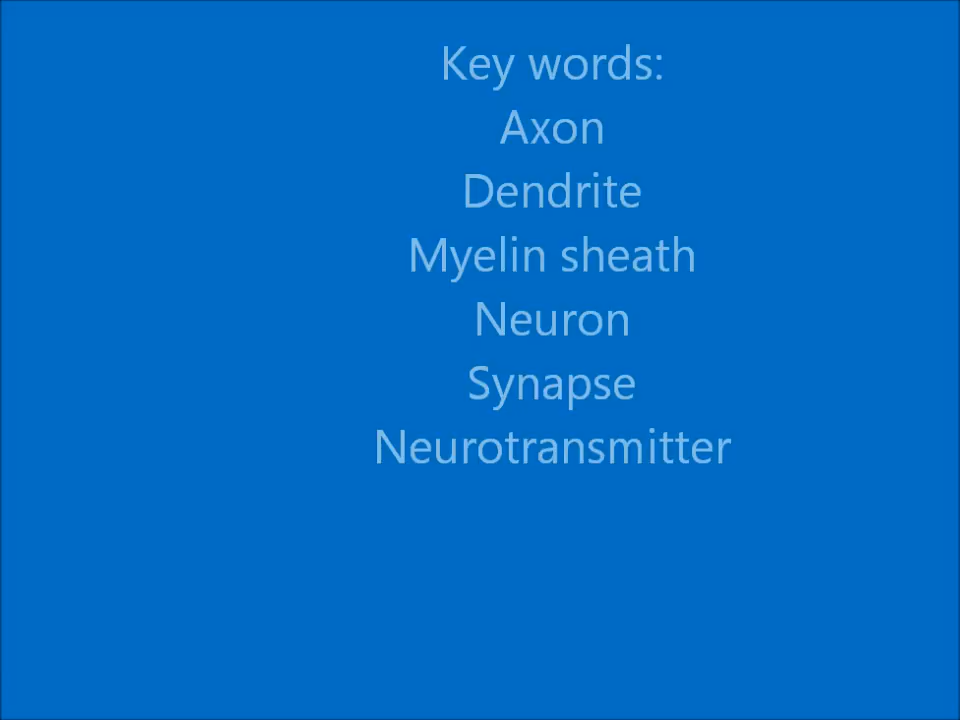 Key words:
Axon
Dendrite
Myelin sheath
Neuron
Synapse
Neurotransmitter